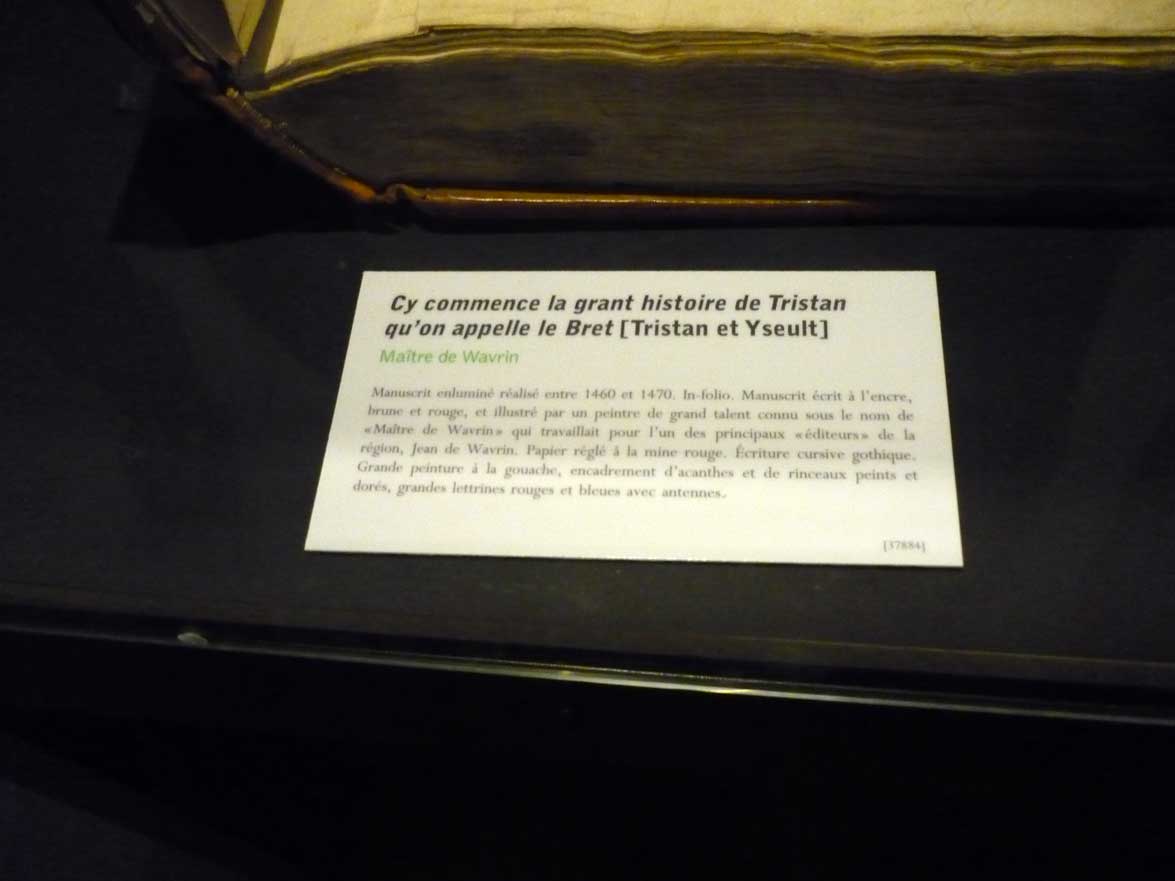 Cy commence la grant histoire de Tristan
qu'on appelle le Bret [Tristan et Yseult]
Maître de Wavrin
Manuscrit enluminé réalisé entre 1460 et 1470. In-folio. Manuscrit écrit à l'encre,
brune et rouge, et illustré par un peintre de grand talent connu sous le nom de
«Maître de Wavrin» qui travaillait pour l'un des principaux «éditeurs» de la
région, Jean de Wavrin. Papier réglé à la mine rouge. Écriture cursive gothique.
Grande peinture à la gouache, encadrement d'acanthes et de rinceaux peints et
dorés, grandes lettrines rouges et bleues avec antennes.
[37884]